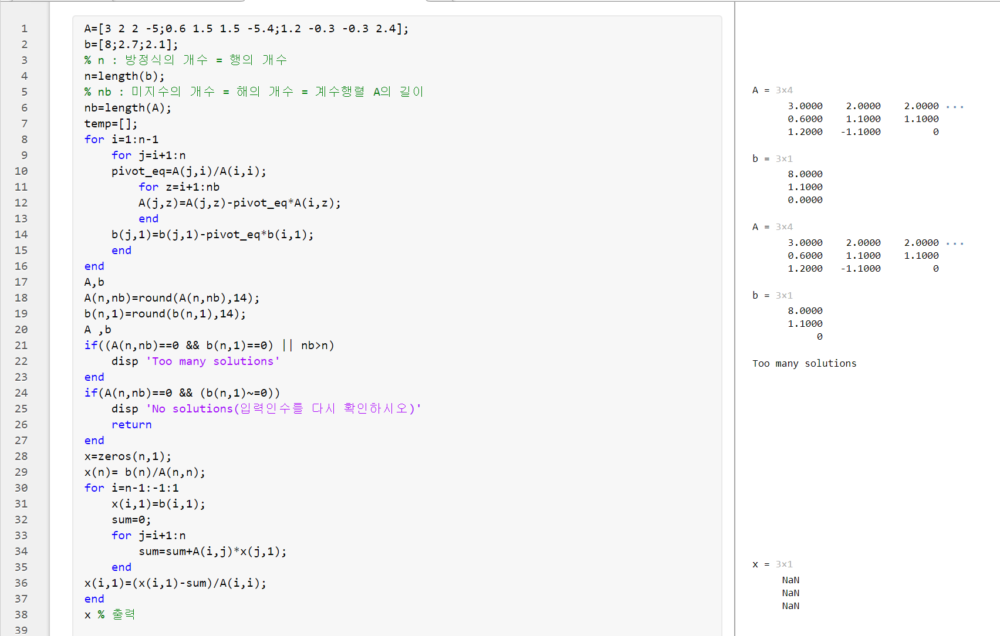 1 A=[3 2 2 -5;0.6 1.5 1.5 -5.4;1.2 -0.3 -0.3 2.4];
2 b=[8;2.7;2.1];
3 % n : 방정식의 개수 = 행의 개수
4 n=length(b);
5 % nb : 미지수의 개수 = 해의 개수 = 계수행렬 A의 길이
6 nb=length(A);
7 temp=[];
8 for i=1:n-1
9 for j=i+1:n
10 pivot_eq=A(j,i)/A(i,i);
11 for z=i+1:nb
12 A(j,z)=A(j,z)-pivot_eq*A(i,z);
13 end
14 b(j,1)=b(j,1)-pivot_eq*b(i,1);
15 end
16 end
17 A,b
18 A(n,nb)=round(A(n,nb),14);
19 b(n,1)=round(b(n,1),14);
20 A ,b
21 if((A(n,nb)==0 && b(n,1)==0) || nb>n)
22 disp 'Too many solutions'
23 end
24 if(A(n,nb)==0 && (b(n,1)~=0))
25 disp 'No solutions(입력인수를 다시 확인하시오)'
26 return
27 end
28 x=zeros(n,1);
29 x(n)= b(n)/A(n,n);
30 for i=n-1:-1:1
31 x(i,1)=b(i,1);
32 sum=0;
33 for j=i+1:n
34 sum=sum+A(i,j)*x(j,1);
35 end
36 x(i,1)=(x(i,1)-sum)/A(i,i);
37 end
38 x % 출력
39
A = 3×4
3.0000 2.0000 2.0000 ...
0.6000 1.1000 1.1000
1.2000 -1.1000 0
b = 3×1
8.0000
1.1000
0.0000
A = 3×4
3.0000 2.0000 2.0000 ...
0.6000 1.1000 1.1000
1.2000 -1.1000 0
b = 3×1
8.0000
1.1000
0
Too many solutions
x = 3×1
NaN
NaN
NaN